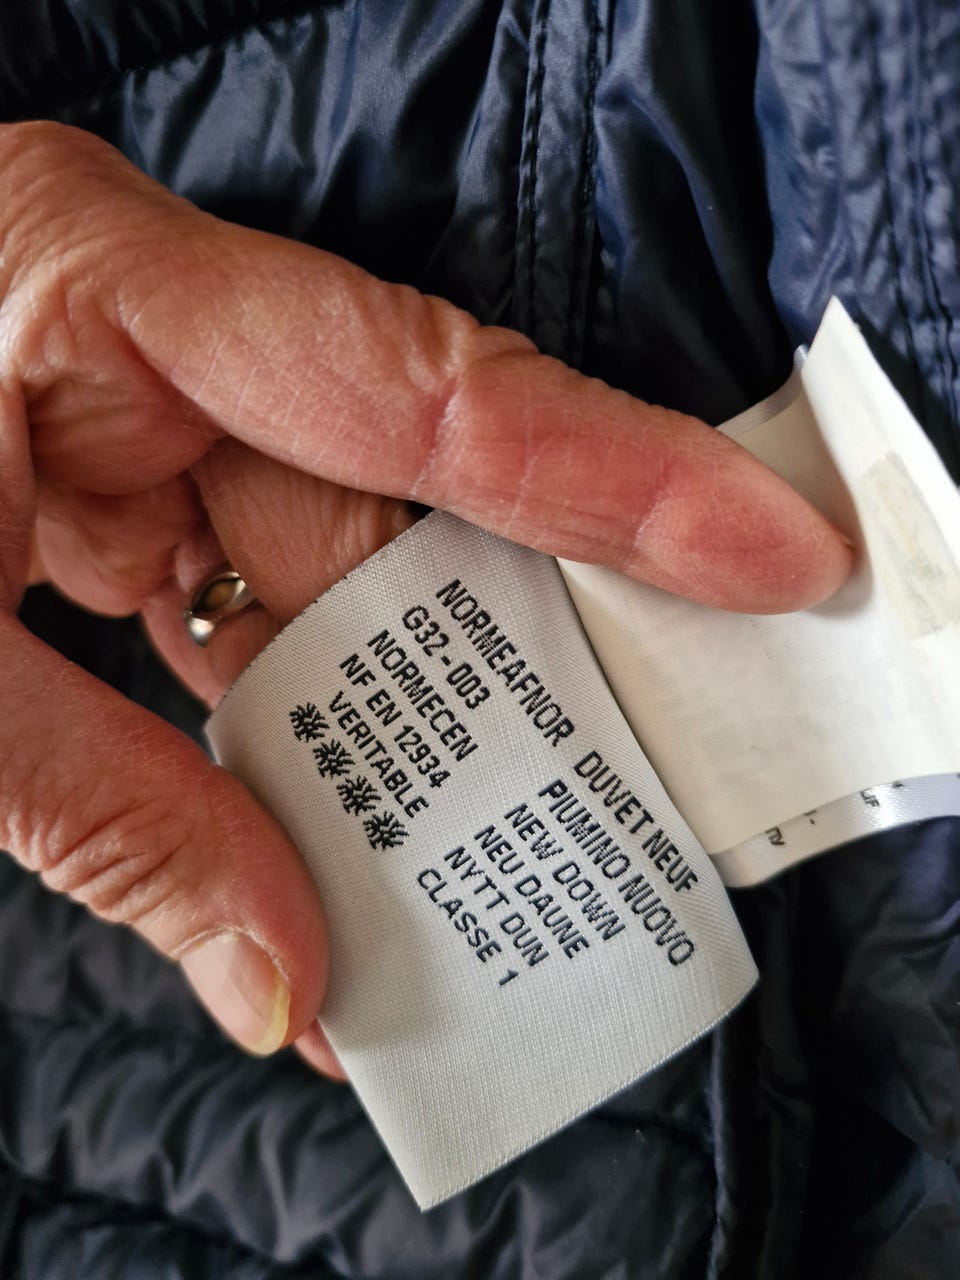 NORMEAFNOR DUVET NEUF
G32-003 PIUMINO NUOVO
NORMECEN NEW DOWN
NF EN 12934 NEU DAUNE
VERITABLE NYTT DUN
CLASSE 1